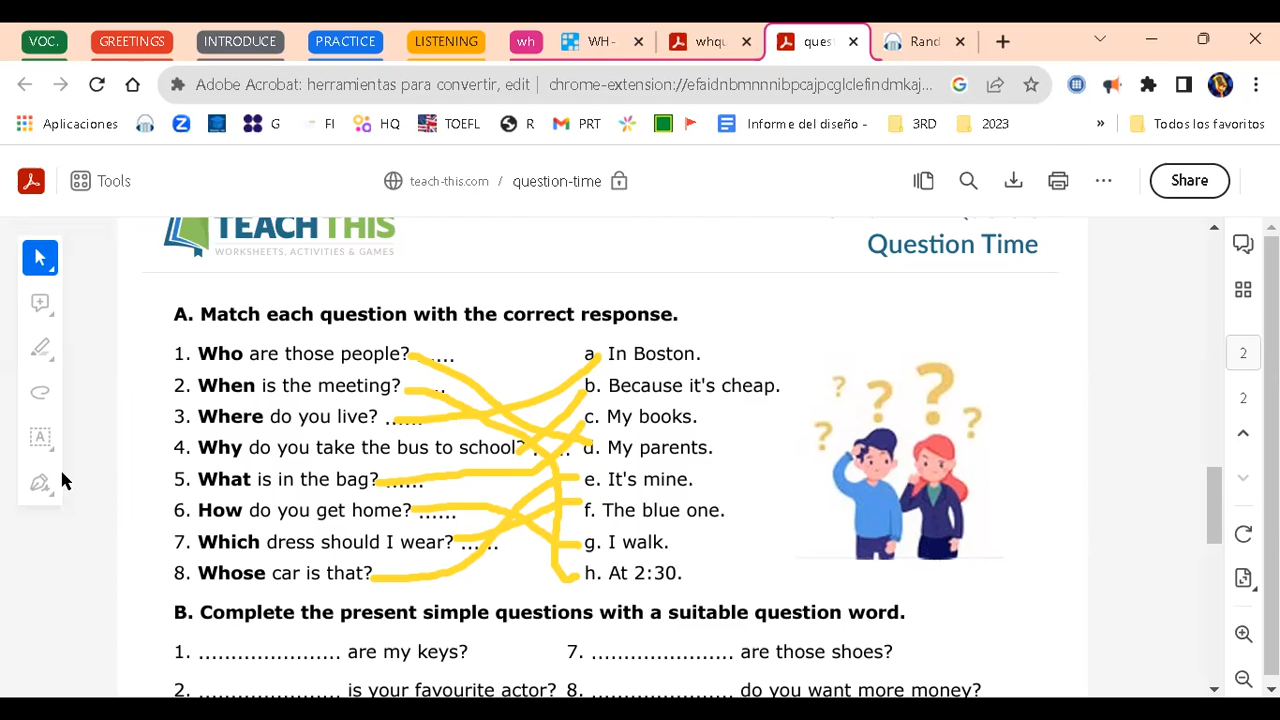 VOC. GREETINGS INTRODUCE PRACTICE LISTENING wh WH- whqu ques Rand
Adobe Acrobat: herramientas para convertir, edit chrome-extension://efaidnbmnnnibpcajpcglclefindmkaj...
Aplicaciones G FI HQ TOEFL R PRT Informe del diseño - 3RD 2023 » Todos los favoritos
Tools teach-this.com / question-time Share
TEACH THIS
WORKSHEETS, ACTIVITIES & GAMES
Question Time
A. Match each question with the correct response.
1. Who are those people? ...... a. In Boston.
2. When is the meeting? ...... b. Because it's cheap.
3. Where do you live? ...... c. My books.
4. Why do you take the bus to school? ...... d. My parents.
5. What is in the bag? ...... e. It's mine.
6. How do you get home? ...... f. The blue one.
7. Which dress should I wear? ...... g. I walk.
8. Whose car is that? h. At 2:30.
B. Complete the present simple questions with a suitable question word.
1. ...................... are my keys? 7. ...................... are those shoes?
2. ...................... is your favourite actor? 8. ...................... do you want more money?
2
2